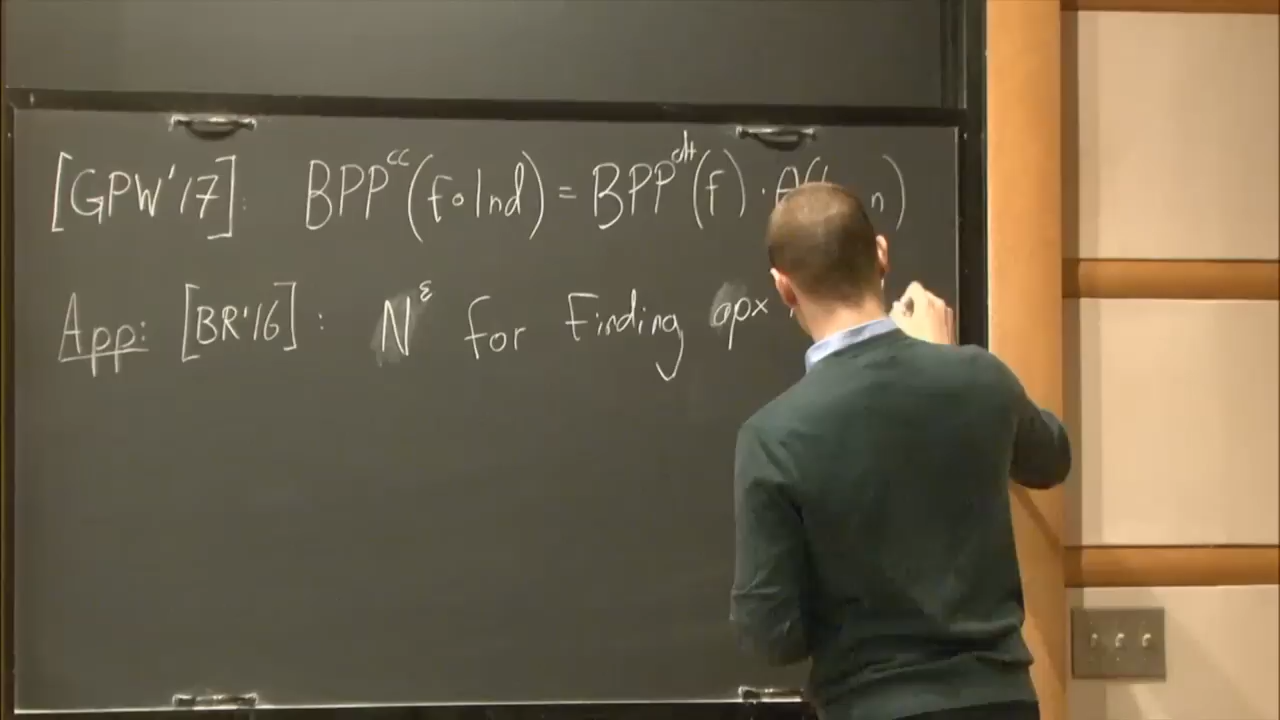 [GPW'17]: BPP^cc (f∘Ind) = BPP^dt (f) · n)
App: [BR'16]: N^ε for Finding apx